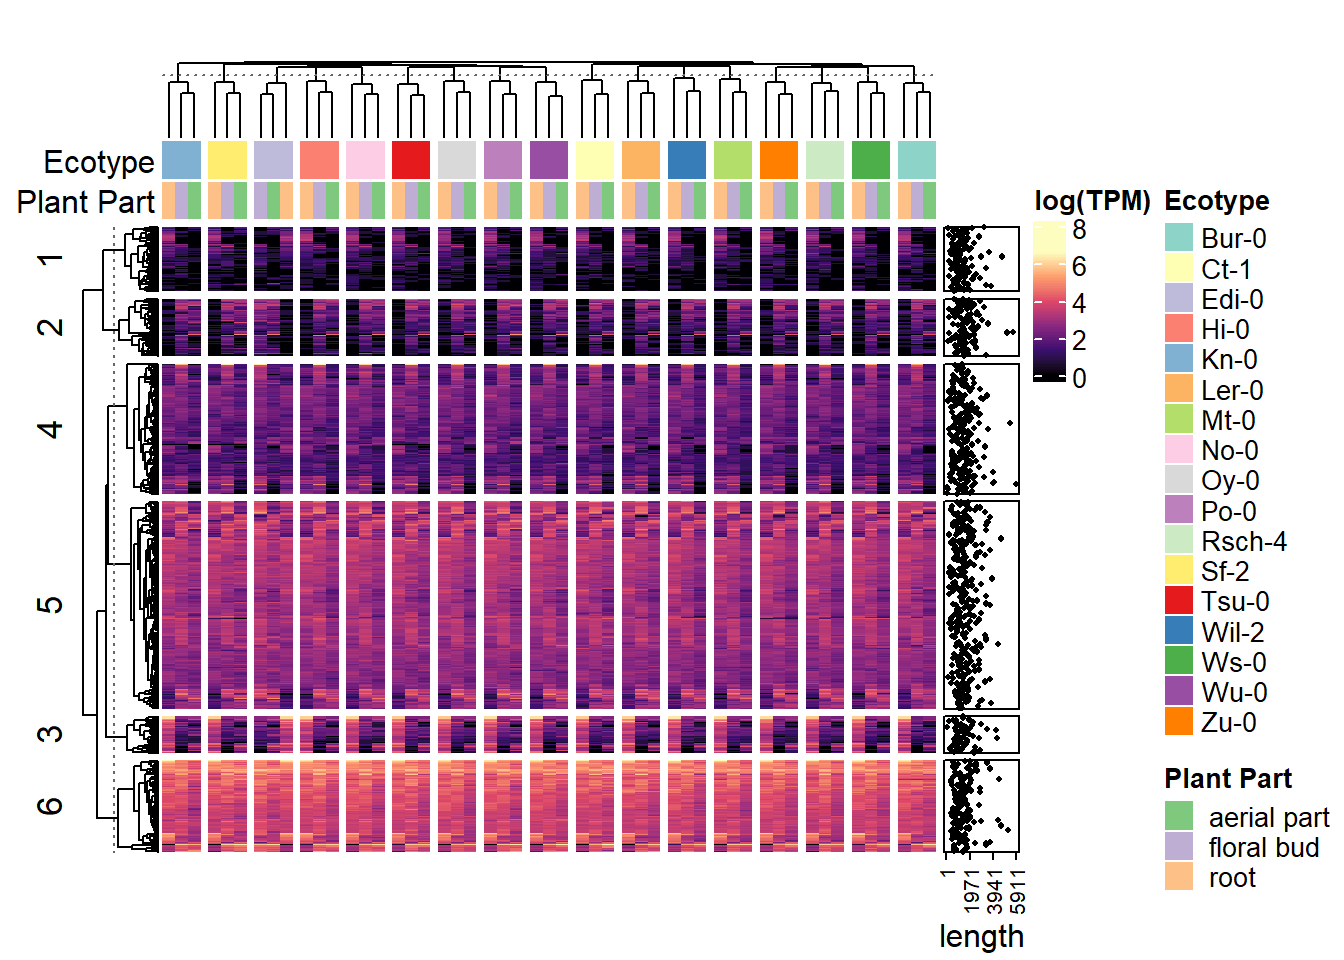 Ecotype
Plant Part
1
2
4
5
3
6
log(TPM)
8
6
4
2
0
Ecotype
Bur-0
Ct-1
Edi-0
Hi-0
Kn-0
Ler-0
Mt-0
No-0
Oy-0
Po-0
Rsch-4
Sf-2
Tsu-0
Wil-2
Ws-0
Wu-0
Zu-0
Plant Part
aerial part
floral bud
root
1
1971
3941
5911
length